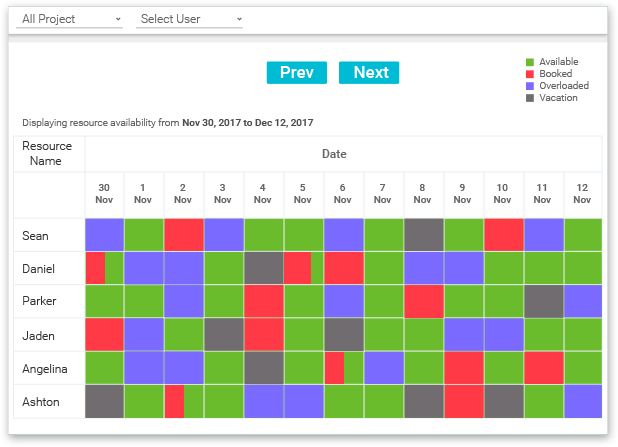 All Project Select User
Prev Next
Available
Booked
Overloaded
Vacation
Displaying resource availability from Nov 30, 2017 to Dec 12, 2017
Resource Name Date
30 Nov 1 Nov 2 Nov 3 Nov 4 Nov 5 Nov 6 Nov 7 Nov 8 Nov 9 Nov 10 Nov 11 Nov 12 Nov
Sean
Daniel
Parker
Jaden
Angelina
Ashton